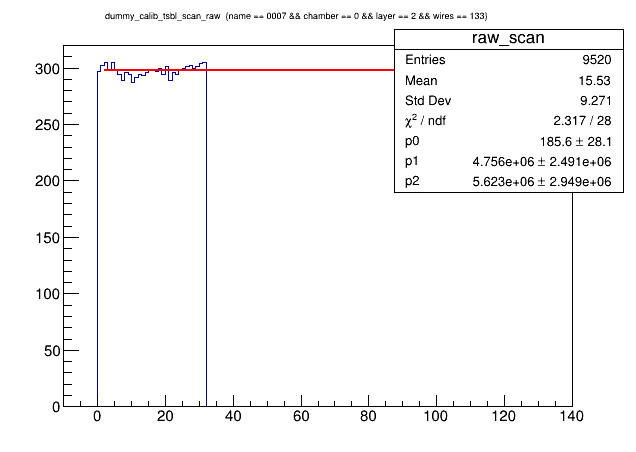 dummy_calib_tsbl_scan_raw (name == 0007 && chamber == 0 && layer == 2 && wires == 133)
raw_scan
Entries 9520
Mean 15.53
Std Dev 9.271
χ² / ndf 2.317 / 28
p0 185.6 ± 28.1
p1 4.756e+06 ± 2.491e+06
p2 5.623e+06 ± 2.949e+06
300
250
200
150
100
50
0
0 20 40 60 80 100 120 140